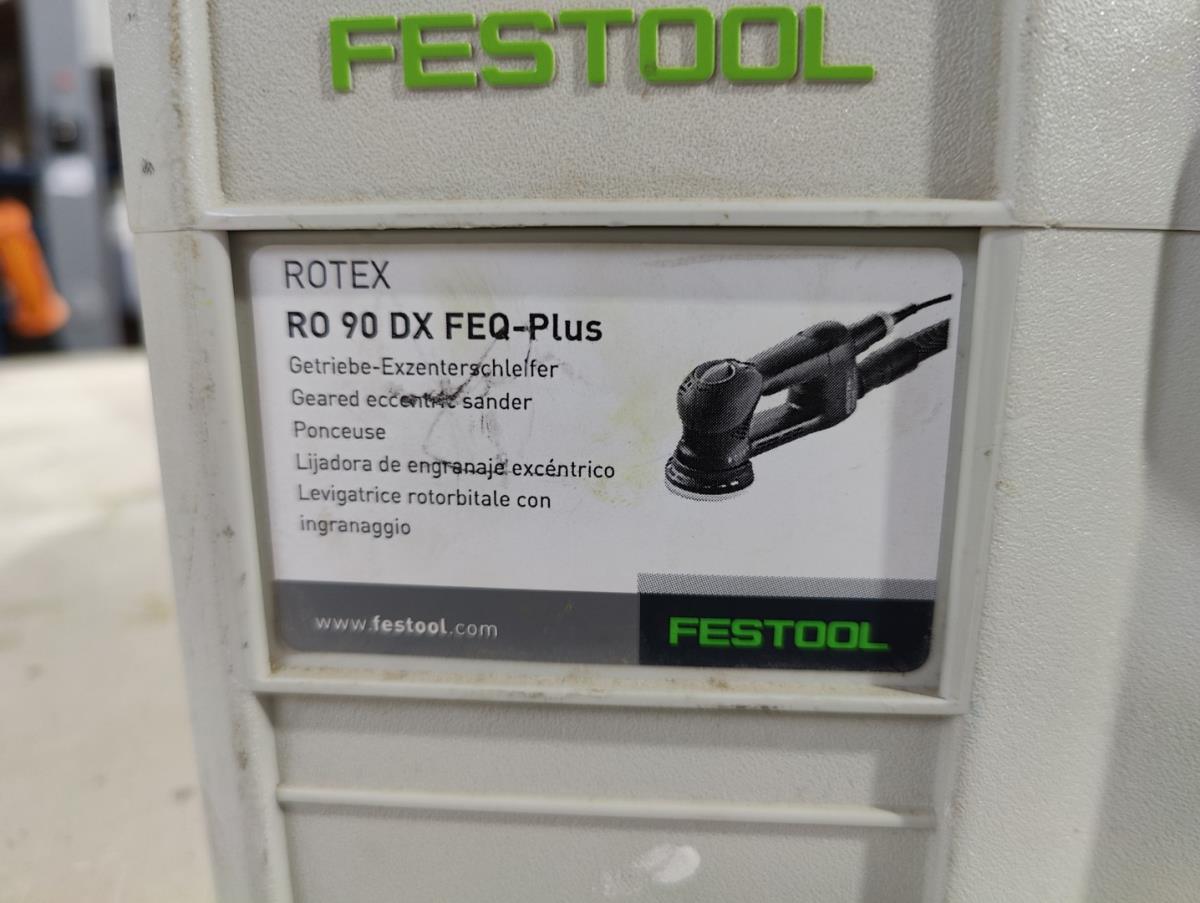 FESTOOL
ROTEX
RO 90 DX FEQ-Plus
Getriebe-Exzenterschleifer
Geared eccentric sander
Ponceuse
Lijadora de engranaje excéntrico
Levigatrice rotorbitale con
ingranaggio
www.festool.com
FESTOOL